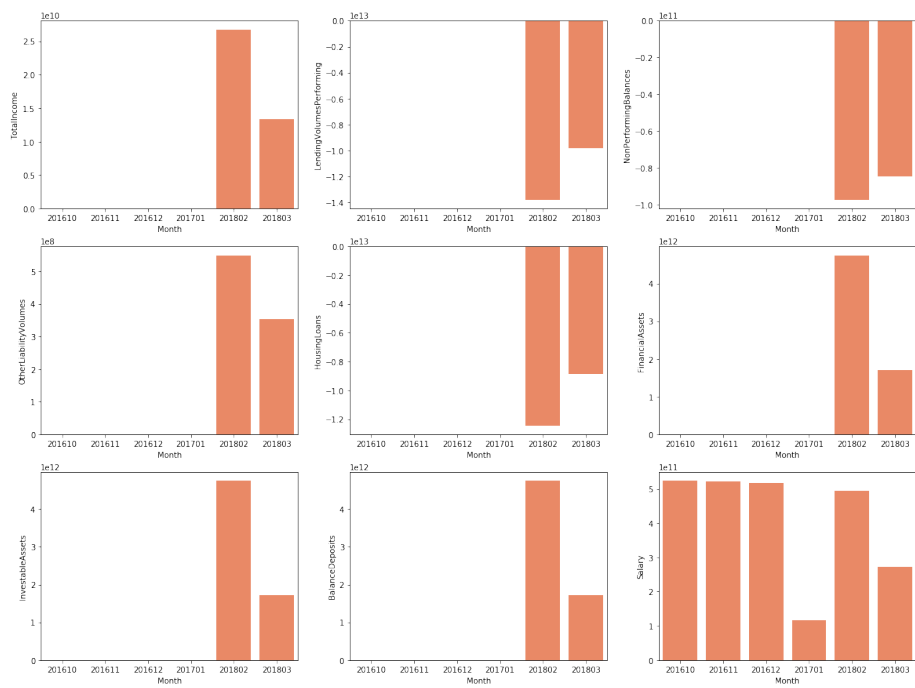 1e10
TotalIncome
2.5
2.0
1.5
1.0
0.5
0.0
201610 201611 201612 201701 201802 201803
Month
1e13
LendingVolumesPerforming
0.0
−0.2
−0.4
−0.6
−0.8
−1.0
−1.2
−1.4
201610 201611 201612 201701 201802 201803
Month
1e11
NonPerformingBalances
0.0
−0.2
−0.4
−0.6
−0.8
−1.0
201610 201611 201612 201701 201802 201803
Month
1e8
OtherLiabilityVolumes
5
4
3
2
1
0
201610 201611 201612 201701 201802 201803
Month
1e13
HousingLoans
0.0
−0.2
−0.4
−0.6
−0.8
−1.0
−1.2
201610 201611 201612 201701 201802 201803
Month
1e12
FinancialAssets
4
2
1
0
201610 201611 201612 201701 201802 201803
Month
1e12
InvestableAssets
4
3
2
1
0
201610 201611 201612 201701 201802 201803
Month
1e12
BalanceDeposits
4
3
2
1
0
201610 201611 201612 201701 201802 201803
Month
1e11
Salary
5
4
3
2
1
0
201610 201611 201612 201701 201802 201803
Month